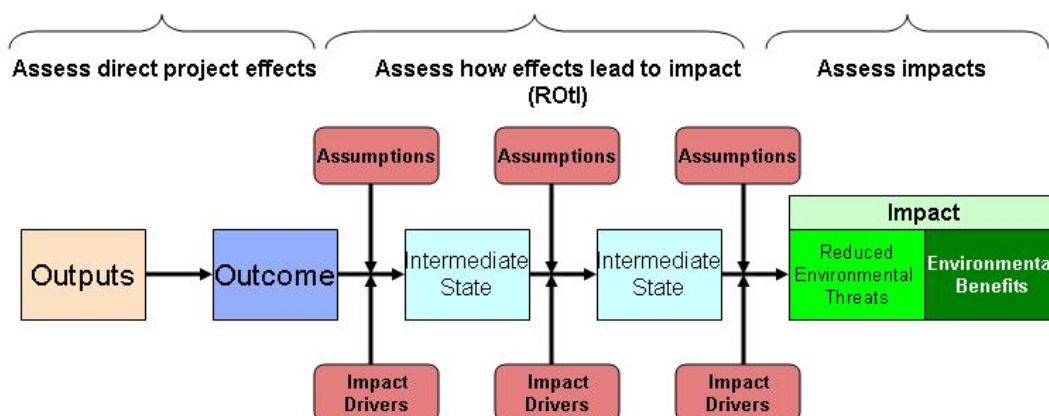 Assess direct project effects
Assess how effects lead to impact
(ROtI)
Assess impacts
Assumptions
Assumptions
Assumptions
Outputs
Outcome
Intermediate
State
Intermediate
State
Impact
Reduced
Environmental
Threats
Environmental
Benefits
Impact
Drivers
Impact
Drivers
Impact
Drivers